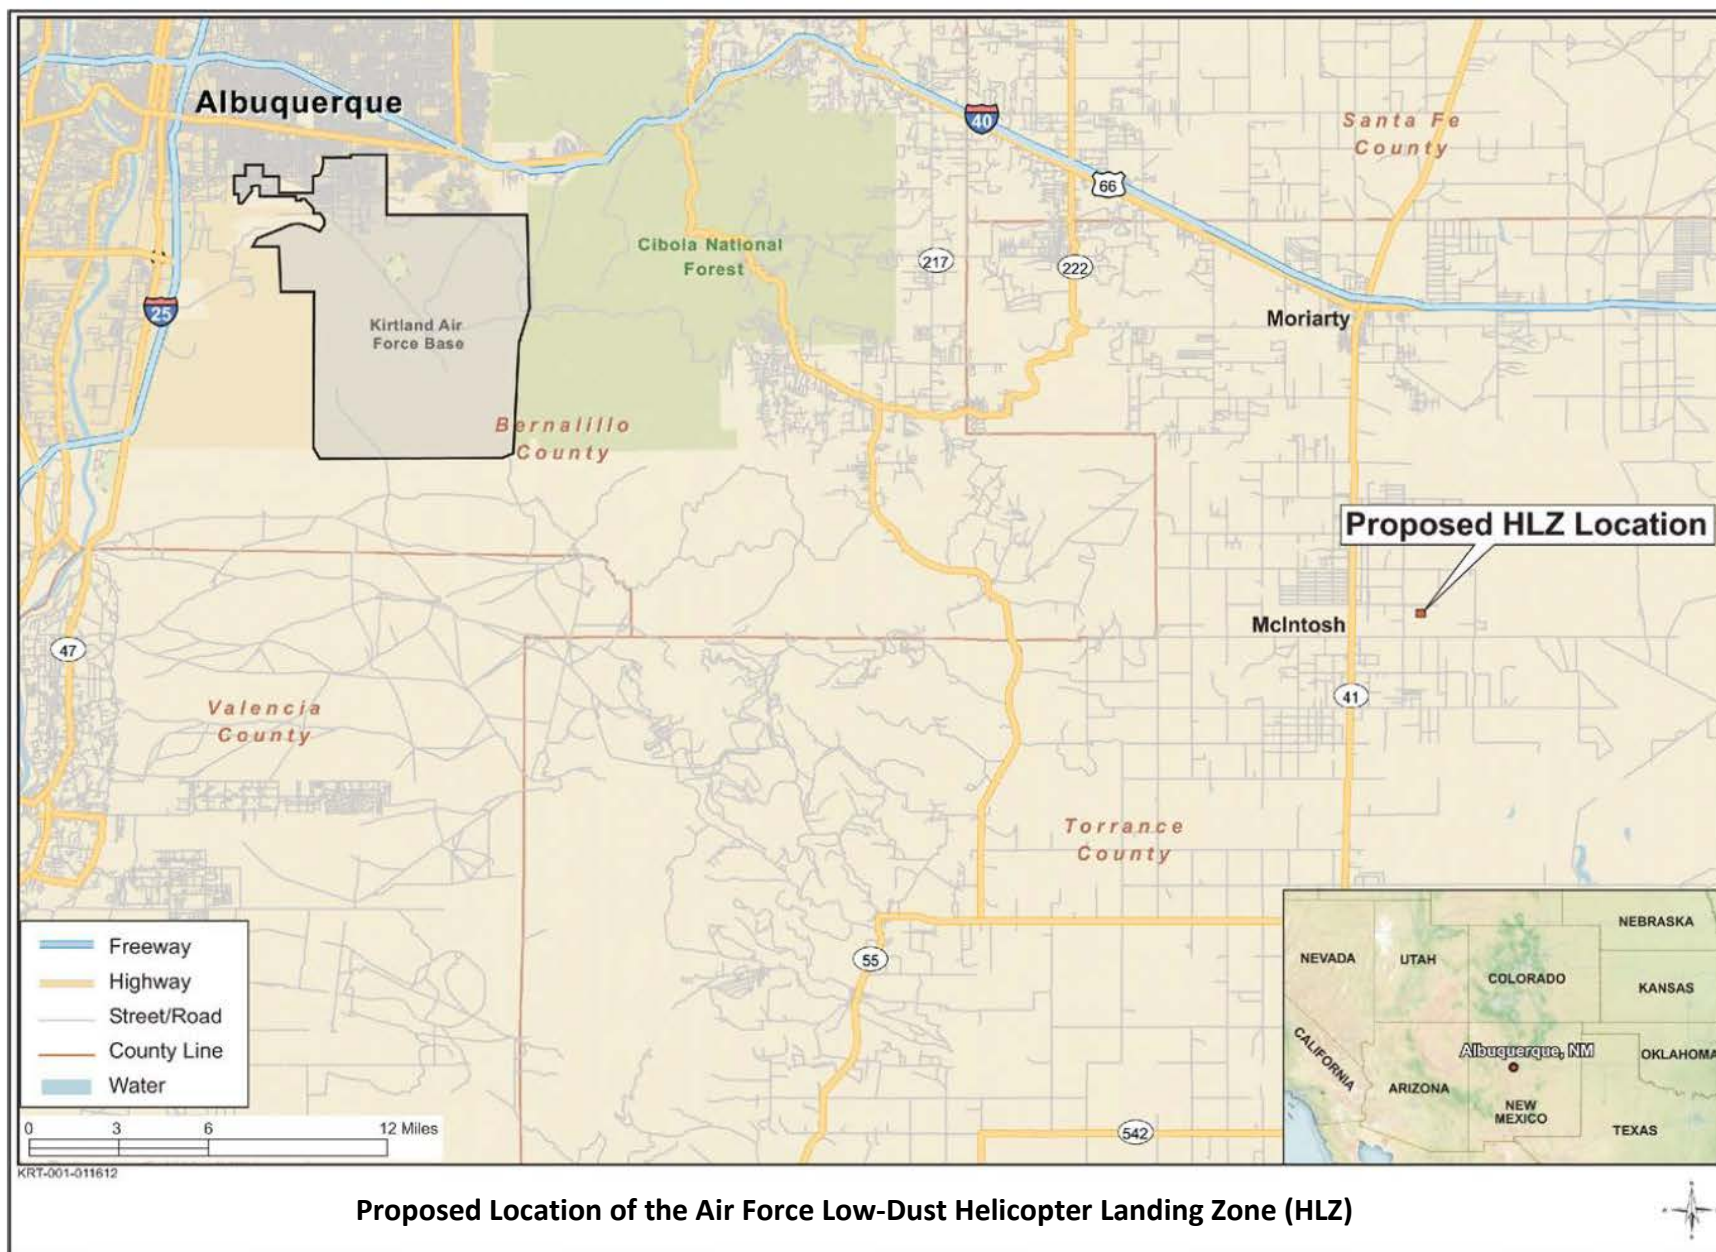 Albuquerque
40
Santa Fe
County
66
Cibola National
Forest
217
222
25
Moriarty
Kirtland Air
Force Base
Bernalillo
County
Proposed HLZ Location
McIntosh
47
41
Valencia
County
Torrance
County
55
542
Freeway
Highway
Street/Road
County Line
Water
0 3 6 12 Miles
KRT-001-011612
NEBRASKA
NEVADA
UTAH
COLORADO
KANSAS
CALIFORNIA
Albuquerque, NM
OKLAHOMA
ARIZONA
NEW
MEXICO
TEXAS
Proposed Location of the Air Force Low-Dust Helicopter Landing Zone (HLZ)